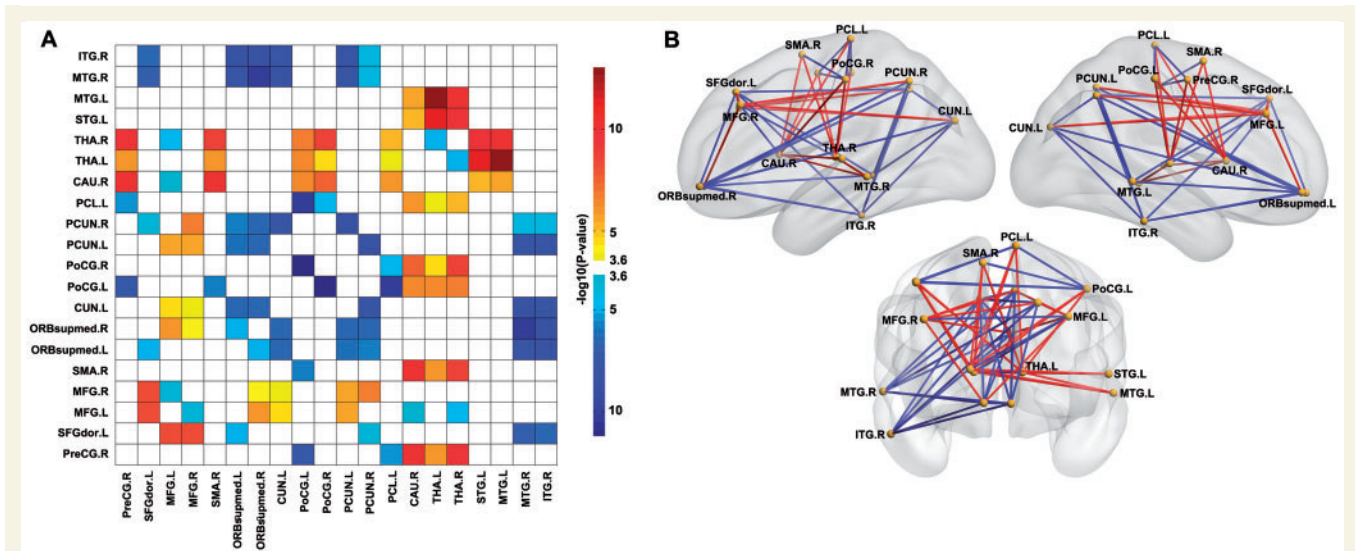 A
ITG.R
MTG.R
MTG.L
STG.L
THA.R
THA.L
CAU.R
PCL.L
PCUN.R
PCUN.L
PoCG.R
PoCG.L
CUN.L
ORBsupmed.R
ORBsupmed.L
SMA.R
MFG.R
MFG.L
SFGdor.L
PreCG.R
PreCG.R
SFGdor.L
MFG.L
MFG.R
SMA.R
ORBsupmed.L
ORBsupmed.R
CUN.L
PoCG.L
PoCG.R
PCUN.L
PCUN.R
PCL.L
CAU.R
THA.L
THA.R
STG.L
MTG.L
MTG.R
ITG.R
10
5
3.6
3.6
5
10
-log10(P-value)
B
PCL.L
SMA.R
PoCG.R
PCUN.R
SFGdor.L
MFG.R
CUN.L
THA.R
CAU.R
MTG.R
ORBsupmed.R
ITG.R
PCL.L
SMA.R
PoCG.L
PreCG.R
PCUN.L
SFGdor.L
MFG.L
CUN.L
CAU.R
MTG.L
ORBsupmed.L
ITG.R
PCL.L
SMA.R
PoCG.L
MFG.R
MFG.L
THA.L
STG.L
MTG.R
MTG.L
ITG.R